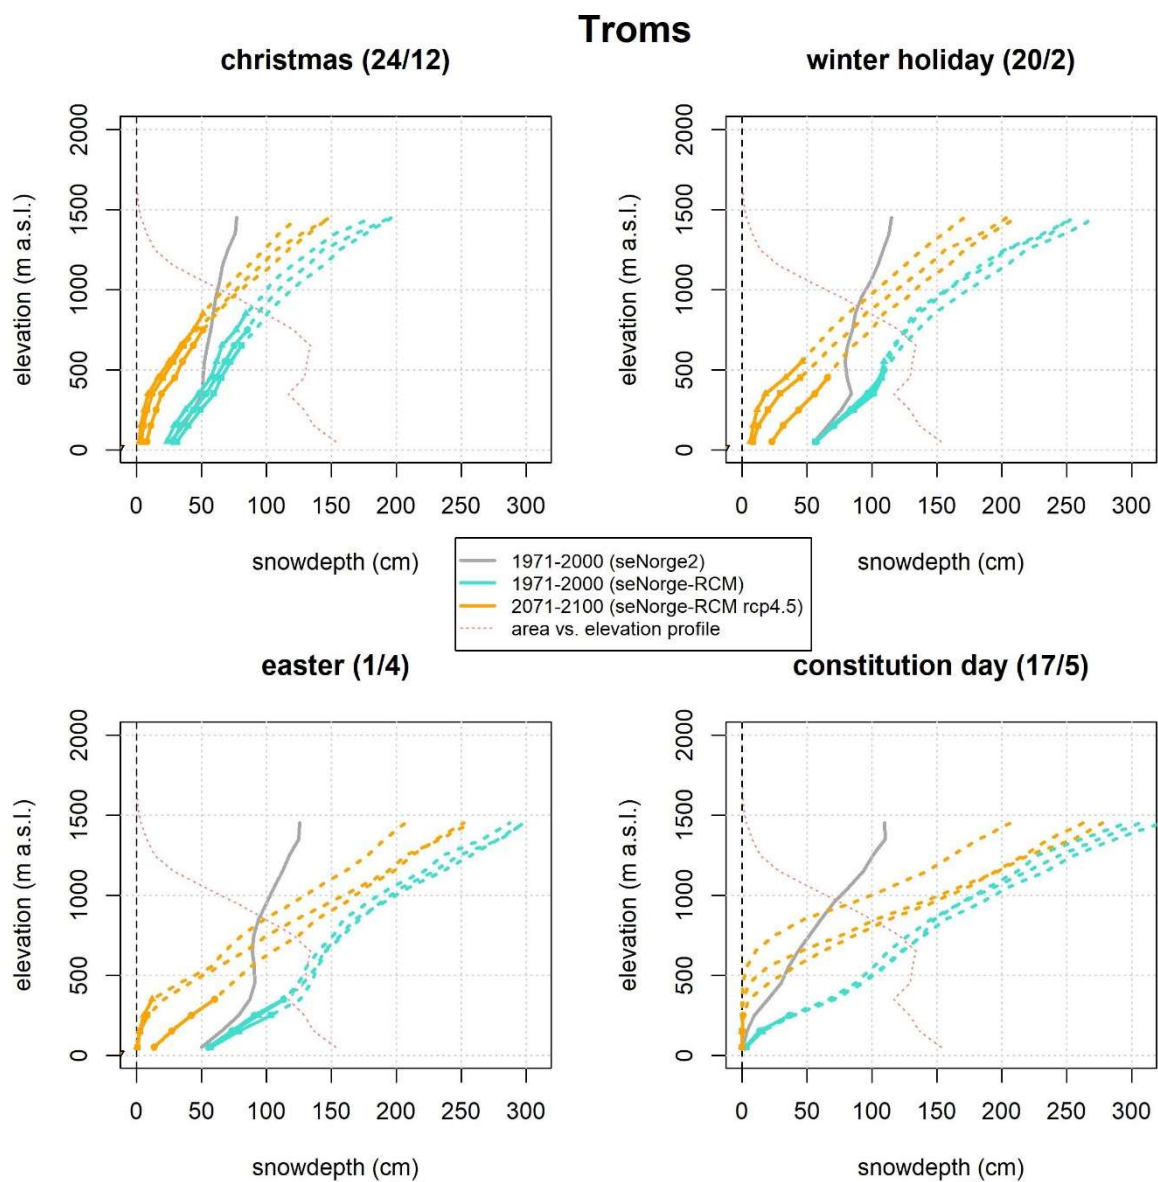 Troms
christmas (24/12)
winter holiday (20/2)
elevation (m a.s.l.)
2000
1500
1000
500
0
0 50 100 150 200 250 300
snowdepth (cm)
elevation (m a.s.l.)
2000
1500
1000
500
0
0 50 100 150 200 250 300
snowdepth (cm)
1971-2000 (seNorge2)
1971-2000 (seNorge-RCM)
2071-2100 (seNorge-RCM rcp4.5)
area vs. elevation profile
easter (1/4)
constitution day (17/5)
elevation (m a.s.l.)
2000
1500
1000
500
0
0 50 100 150 200 250 300
snowdepth (cm)
elevation (m a.s.l.)
2000
1500
1000
500
0
0 50 100 150 200 250 300
snowdepth (cm)